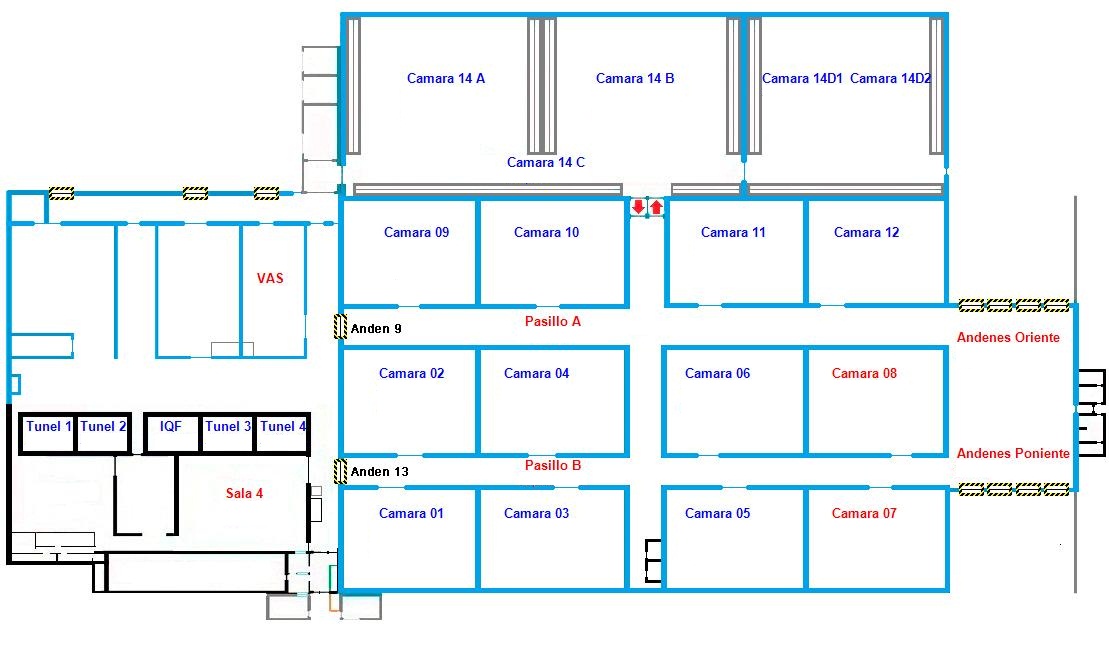 Camara 14 A
Camara 14 B
Camara 14D1 Camara 14D2
Camara 14 C
Camara 09
Camara 10
Camara 11
Camara 12
VAS
Anden 9
Pasillo A
Andenes Oriente
Camara 02
Camara 04
Camara 06
Camara 08
Tunel 1
Tunel 2
IQF
Tunel 3
Tunel 4
Andenes Poniente
Anden 13
Pasillo B
Sala 4
Camara 01
Camara 03
Camara 05
Camara 07